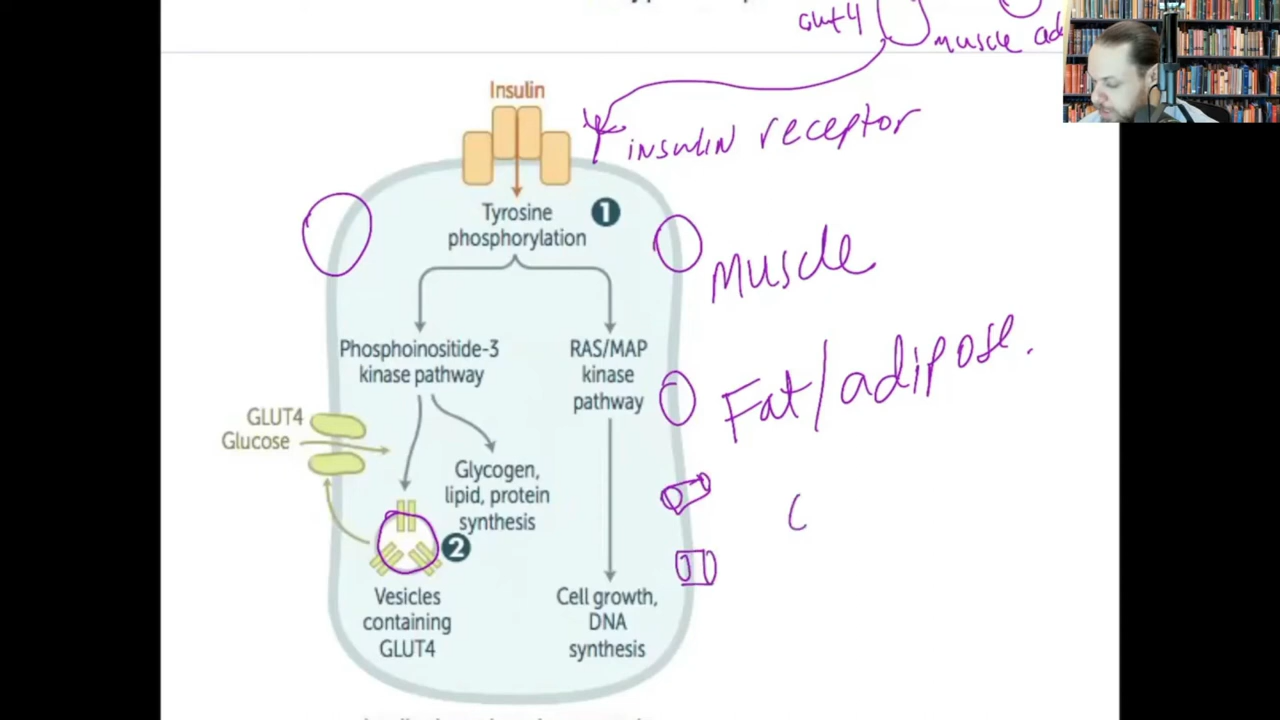 GLUT4
muscle
Insulin
insulin receptor
Tyrosine
phosphorylation
1
Muscle
Phosphoinositide-3
kinase pathway
RAS/MAP
kinase
pathway
Fat/adipose.
GLUT4
Glucose
Glycogen,
lipid, protein
synthesis
2
Vesicles
containing
GLUT4
Cell growth,
DNA
synthesis